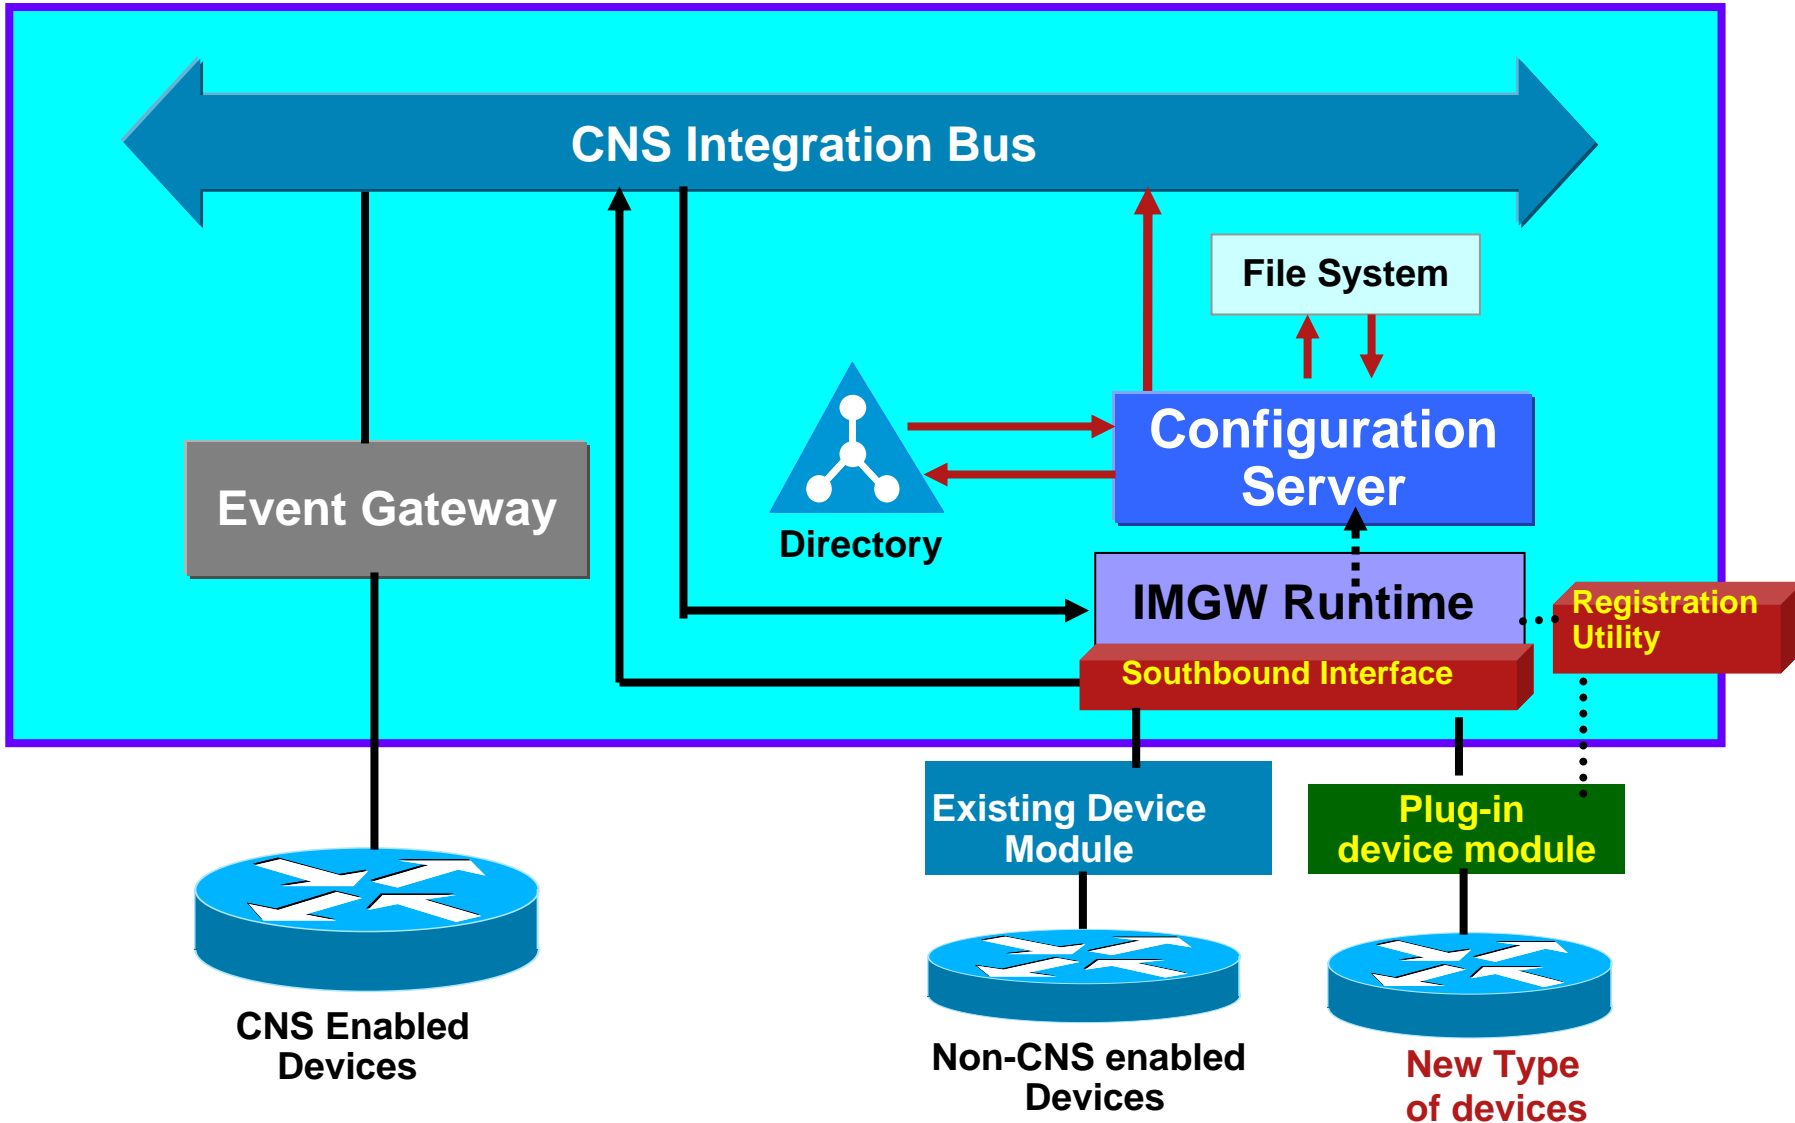 CNS Integration Bus
File System
Configuration
Server
Event Gateway
Directory
IMGW Runtime
Registration
Utility
Southbound Interface
Existing Device
Module
Plug-in
device module
CNS Enabled
Devices
Non-CNS enabled
Devices
New Type
of devices